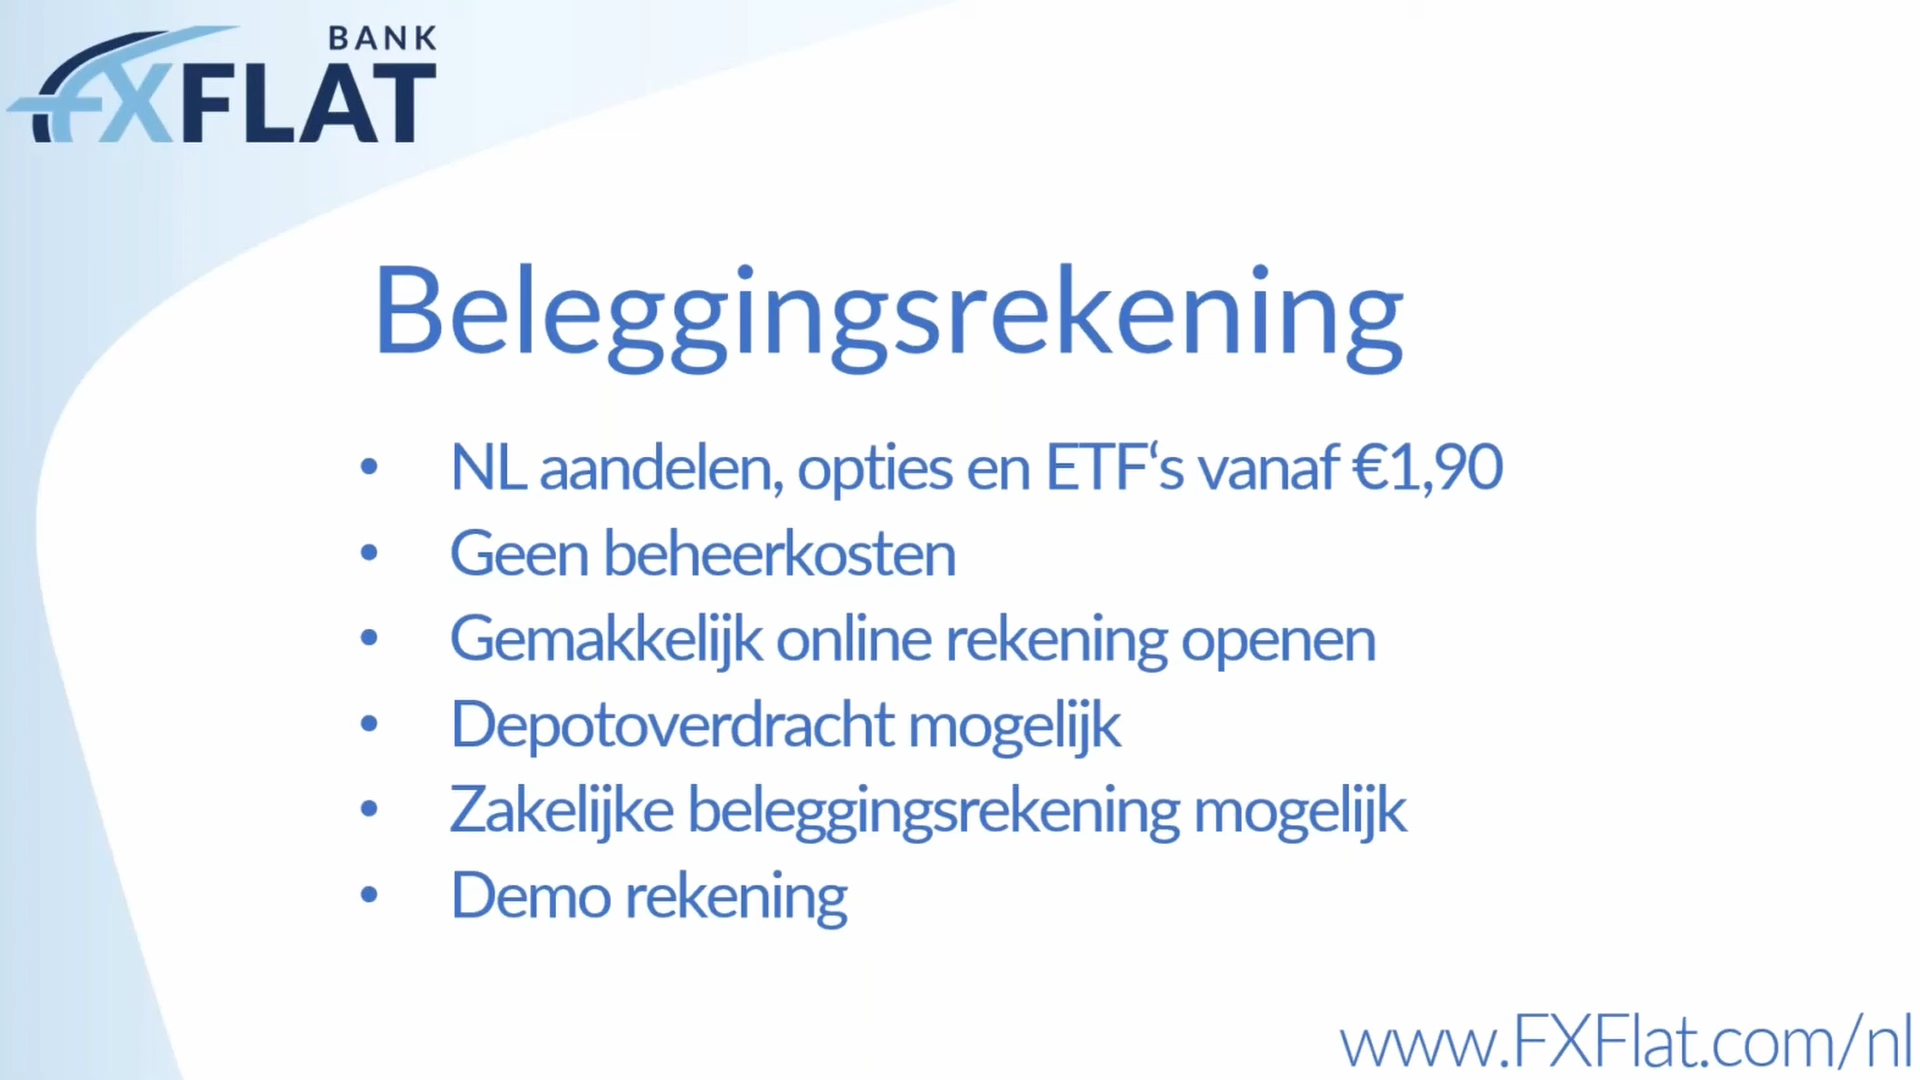 BANK
FXFLAT
Beleggingsrekening
• NL aandelen, opties en ETF‘s vanaf €1,90
• Geen beheerkosten
• Gemakkelijk online rekening openen
• Depotoverdracht mogelijk
• Zakelijke beleggingsrekening mogelijk
• Demo rekening
www.FXFlat.com/nl